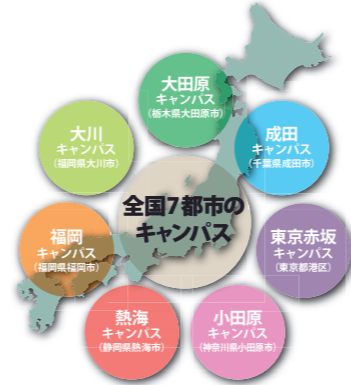 大田原
キャンパス
（栃木県大田原市）
大川
キャンパス
（福岡県大川市）
成田
キャンパス
（千葉県成田市）
全国7都市の
キャンパス
福岡
キャンパス
（福岡県福岡市）
東京赤坂
キャンパス
（東京都港区）
熱海
キャンパス
（静岡県熱海市）
小田原
キャンパス
（神奈川県小田原市）